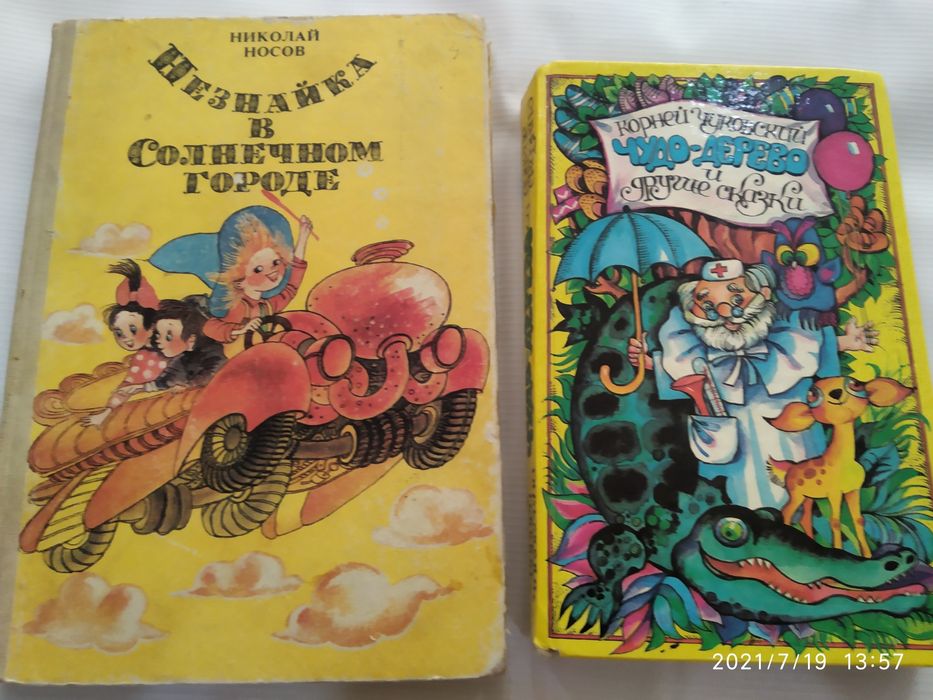 НИКОЛАЙ
НОСОВ
НЕЗНАЙКА
В
СОЛНЕЧНОМ
ГОРОДЕ
КОРНЕЙ ЧУКОВСКИЙ
ЧУДО-ДЕРЕВО
и
другие сказки
2021/7/19 13:57